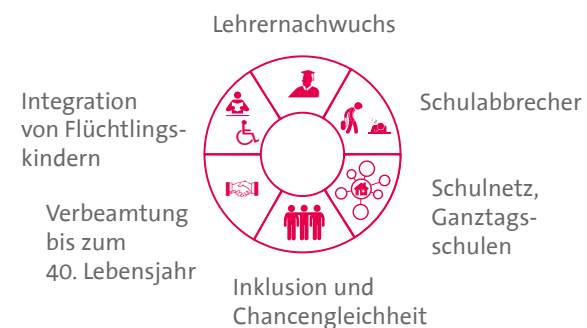 Lehrernachwuchs
Schulabbrecher
Schulnetz,
Ganztags-
schulen
Inklusion und
Chancengleichheit
Verbeamtung
bis zum
40. Lebensjahr
Integration
von Flüchtlings-
kindern